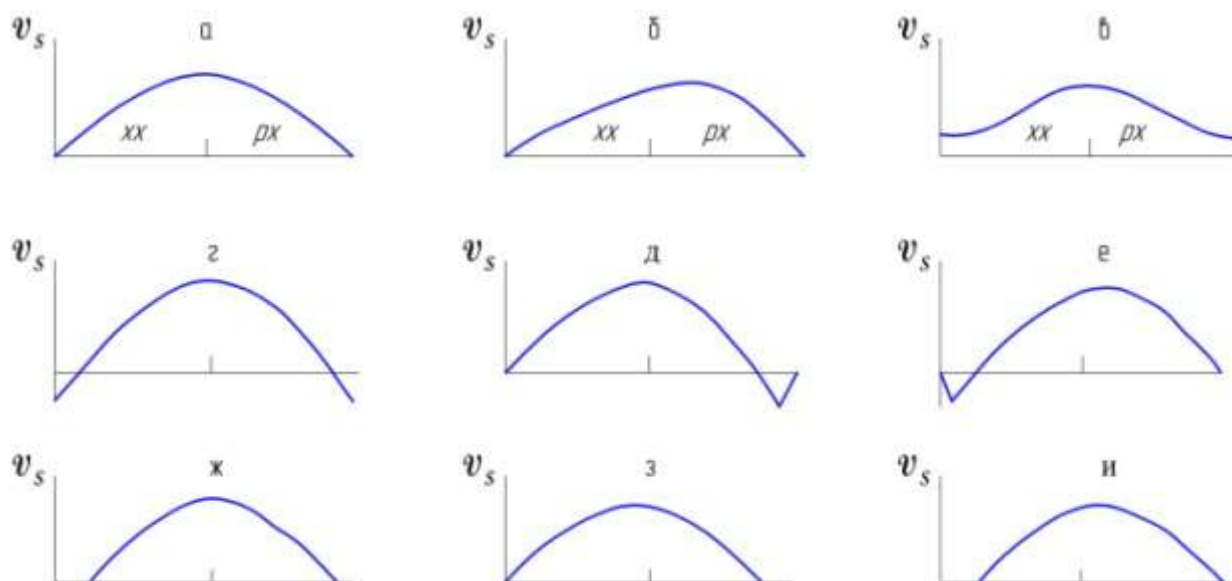 v_s а v_s б v_s в
хх рх хх рх хх рх
v_s г v_s д v_s е
v_s ж v_s з v_s и